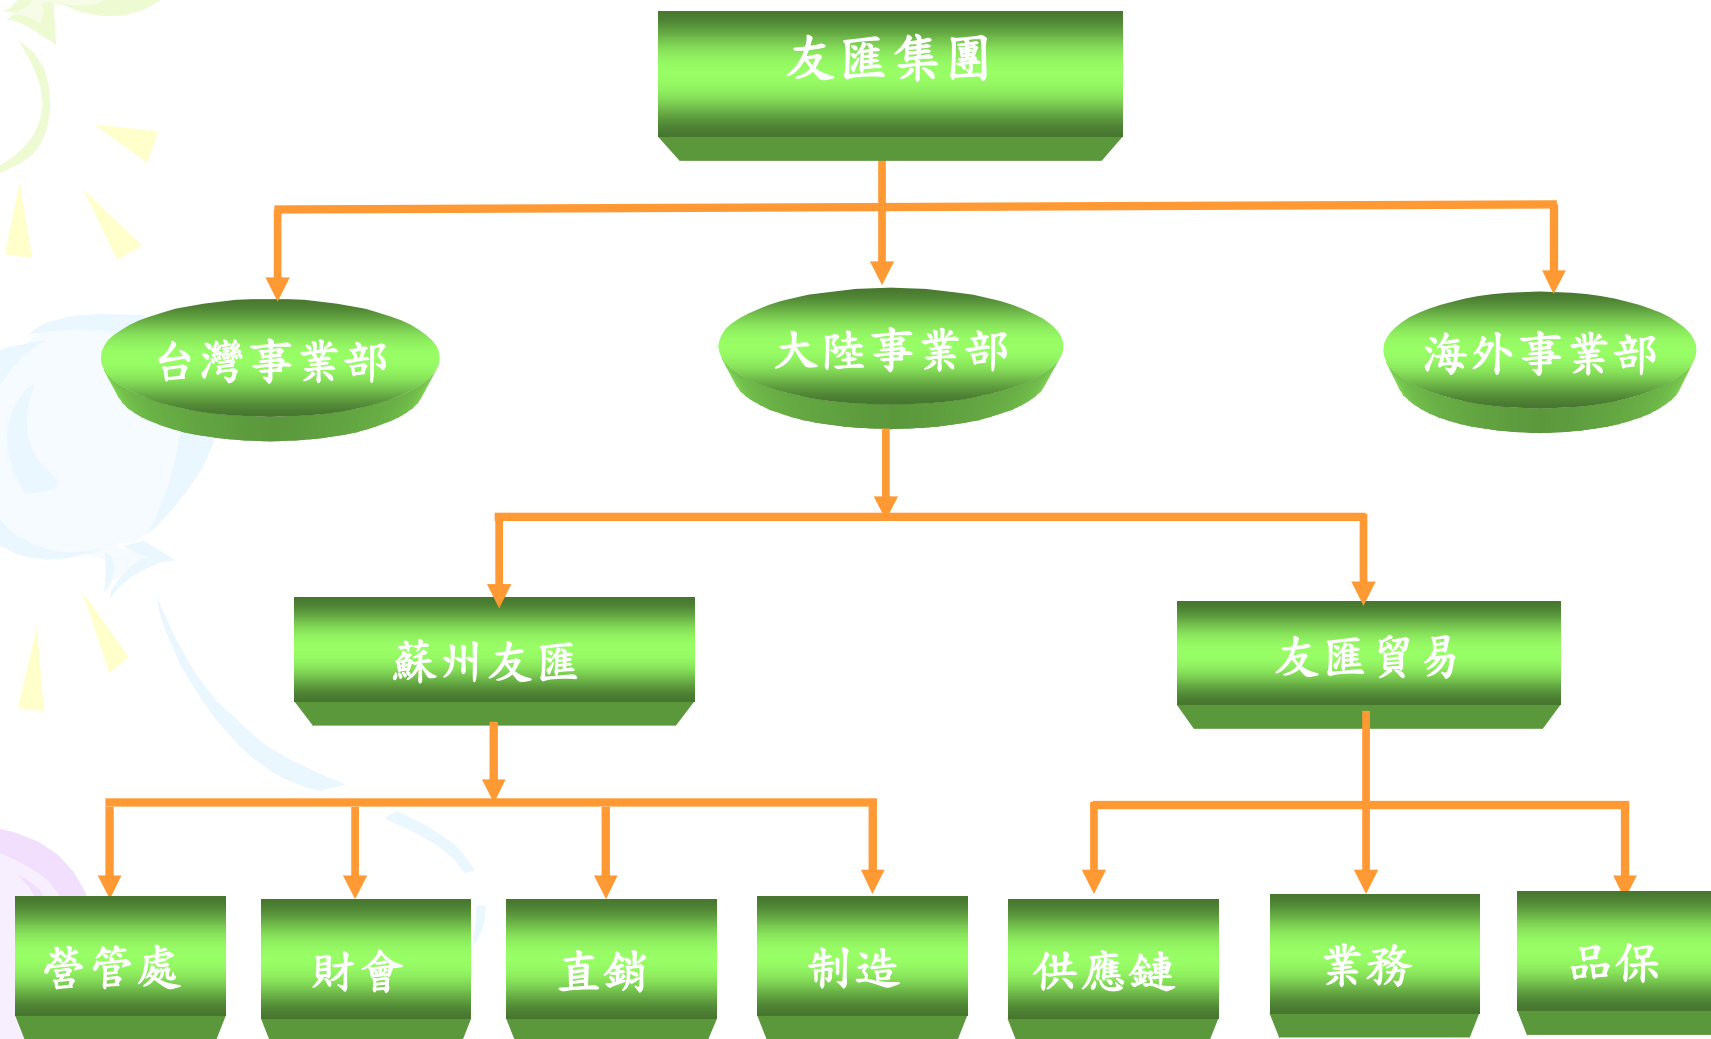 友匯集團
台灣事業部
大陸事業部
海外事業部
蘇州友匯
友匯貿易
營管處
財會
直銷
制造
供應鏈
業務
品保